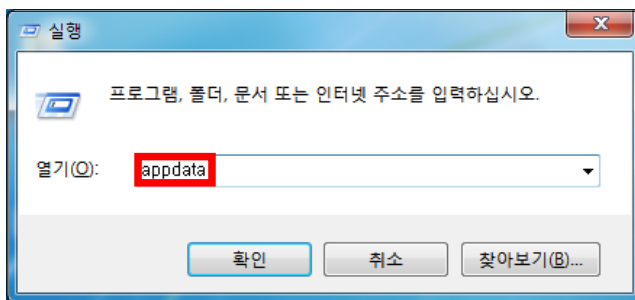 실행
프로그램, 폴더, 문서 또는 인터넷 주소를 입력하십시오.
열기(O): appdata
확인 취소 찾아보기(B)...